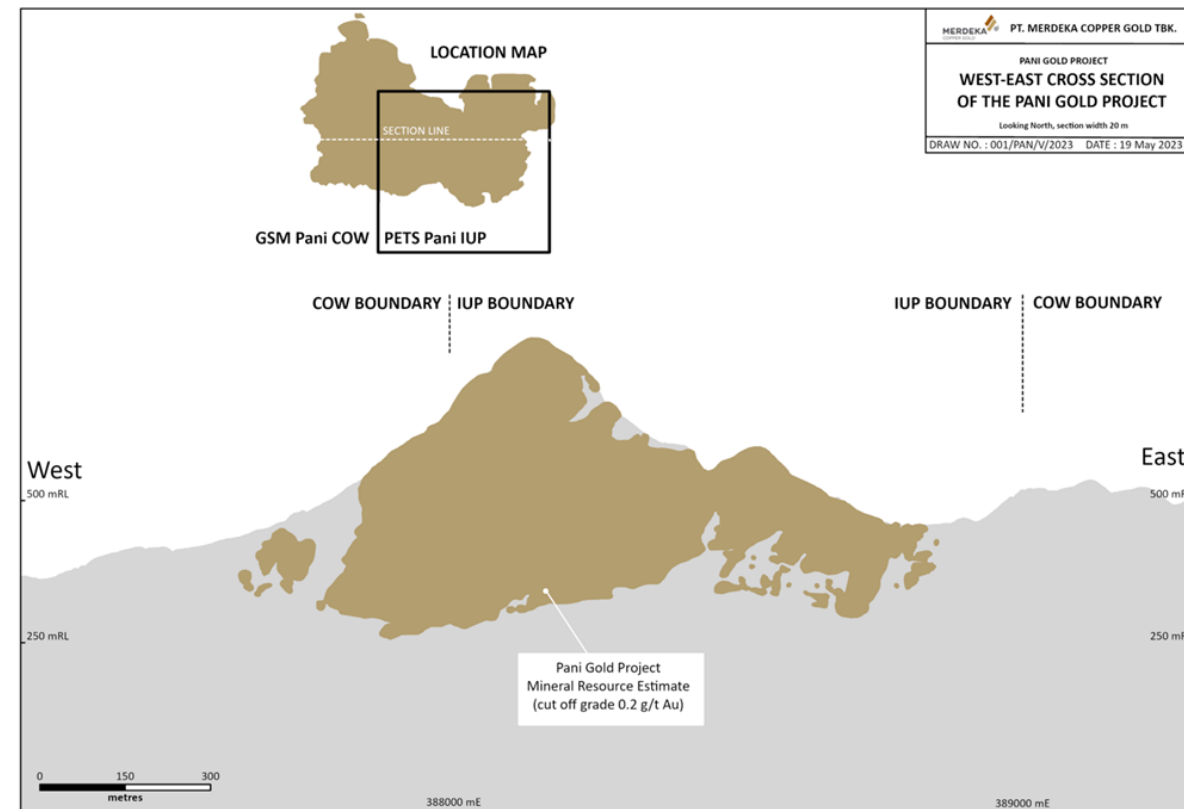 MERDEKA
COPPER GOLD
PT. MERDEKA COPPER GOLD TBK.
PANI GOLD PROJECT
WEST-EAST CROSS SECTION
OF THE PANI GOLD PROJECT
Looking North, section width 20 m
DRAW NO. : 001/PAN/V/2023 DATE : 19 May 2023
LOCATION MAP
SECTION LINE
GSM Pani COW PETS Pani IUP
COW BOUNDARY IUP BOUNDARY
IUP BOUNDARY COW BOUNDARY
West
East
500 mRL
500 mRL
250 mRL
250 mRL
Pani Gold Project
Mineral Resource Estimate
(cut off grade 0.2 g/t Au)
0 150 300
metres
388000 mE
389000 mE